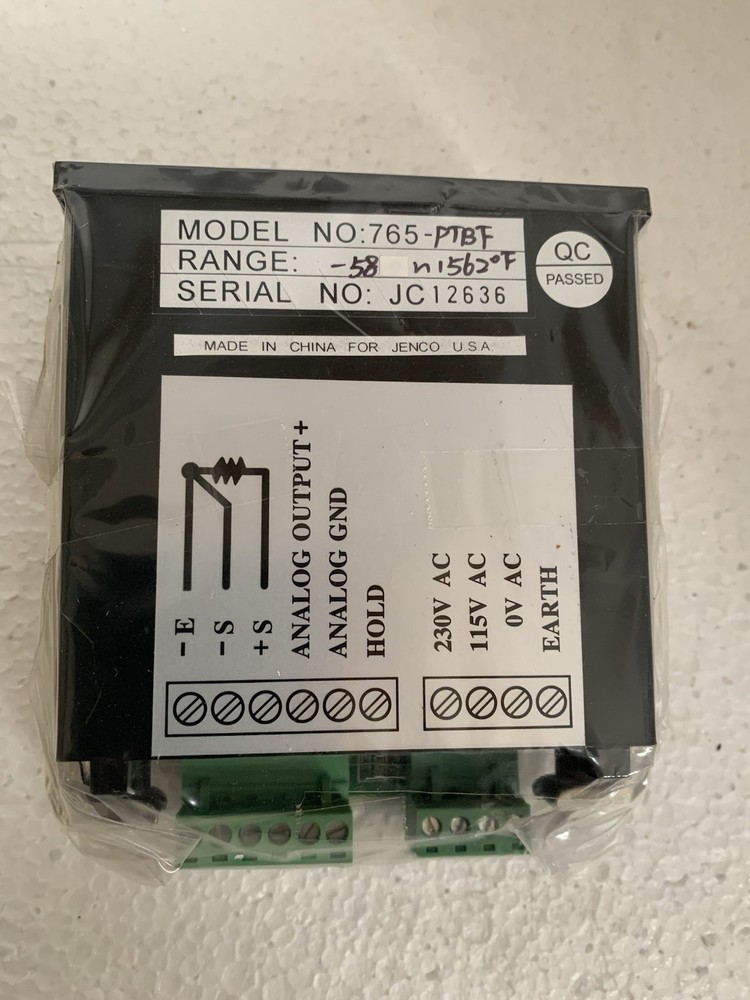 MODEL NO:765-PTBF
RANGE: -58 ~1562°F
SERIAL NO: JC12636
QC
PASSED
MADE IN CHINA FOR JENCO U.S.A.
-E
-S
+S
ANALOG OUTPUT+
ANALOG GND
HOLD
230V AC
115V AC
0V AC
EARTH